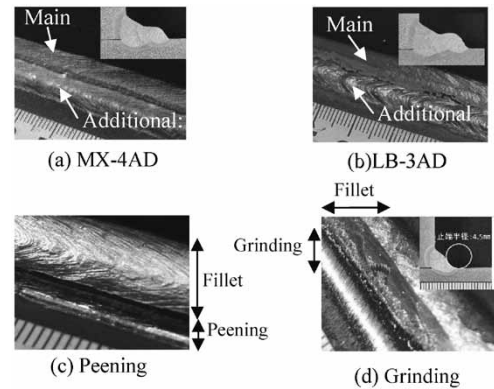 Main
Additional:
(a) MX-4AD
Main
Additional
(b)LB-3AD
Fillet
Peening
(c) Peening
Fillet
Grinding
止端半径:4.5mm
(d) Grinding